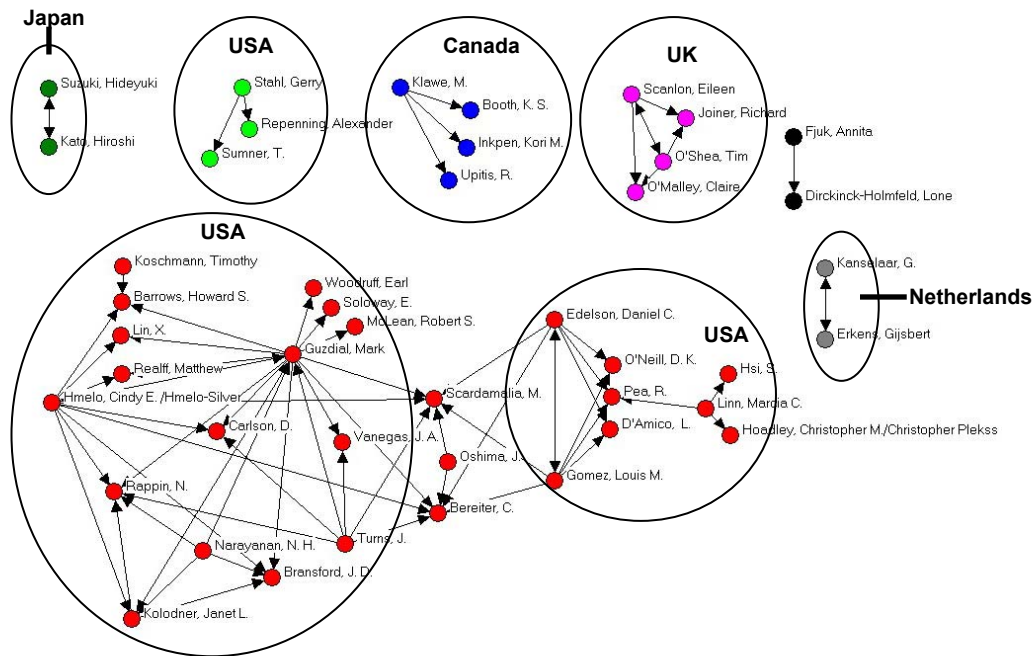 Japan
USA
Canada
UK
Suzuki, Hideyuki
Kato, Hiroshi
Stahl, Gerry
Repenning, Alexander
Sumner, T.
Klawe, M.
Booth, K. S.
Inkpen, Kori M.
Upitis, R.
Scanlon, Eileen
Joiner, Richard
O'Shea, Tim
O'Malley, Claire
Fjuk, Annita
Dirckinck-Holmfeld, Lone
USA
Koschmann, Timothy
Barrows, Howard S.
Lin, X.
Realff, Matthew
Hmelo, Cindy E. /Hmelo-Silver
Woodruff, Earl
Soloway, E.
McLean, Robert S.
Guzdial, Mark
Carlson, D.
Vanegas, J. A.
Rappin, N.
Narayanan, N. H.
Turns, J.
Bransford, J. D.
Kolodner, Janet L.
Scardamalia, M.
Oshima, J.
Bereiter, C.
Edelson, Daniel C.
USA
O'Neill, D. K.
Hsi, S.
Pea, R.
Linn, Marcia C.
D'Amico, L.
Hoadley, Christopher M./Christopher Plekss
Gomez, Louis M.
Kanselaar, G.
Netherlands
Erkens, Gijsbert